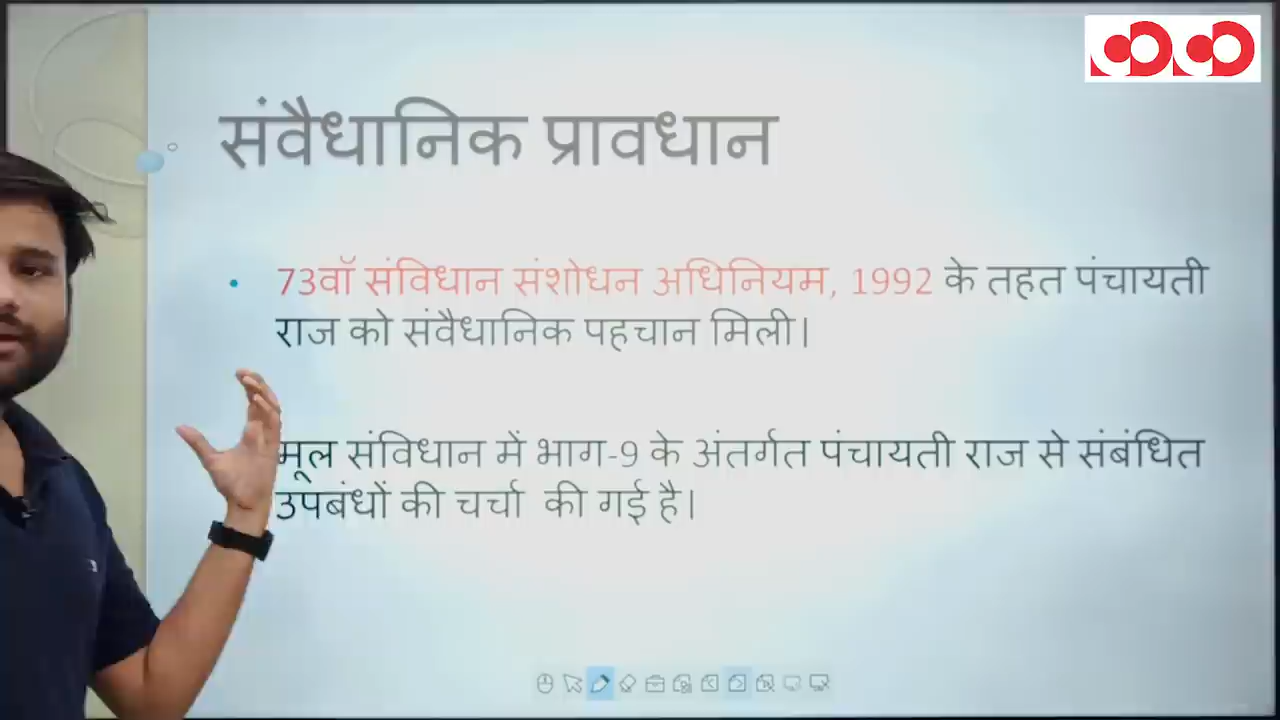 संवैधानिक प्रावधान
73वाॅ संविधान संशोधन अधिनियम, 1992 के तहत पंचायती
राज को संवैधानिक पहचान मिली।
मूल संविधान में भाग-9 के अंतर्गत पंचायती राज से संबंधित
उपबंधों की चर्चा की गई है।